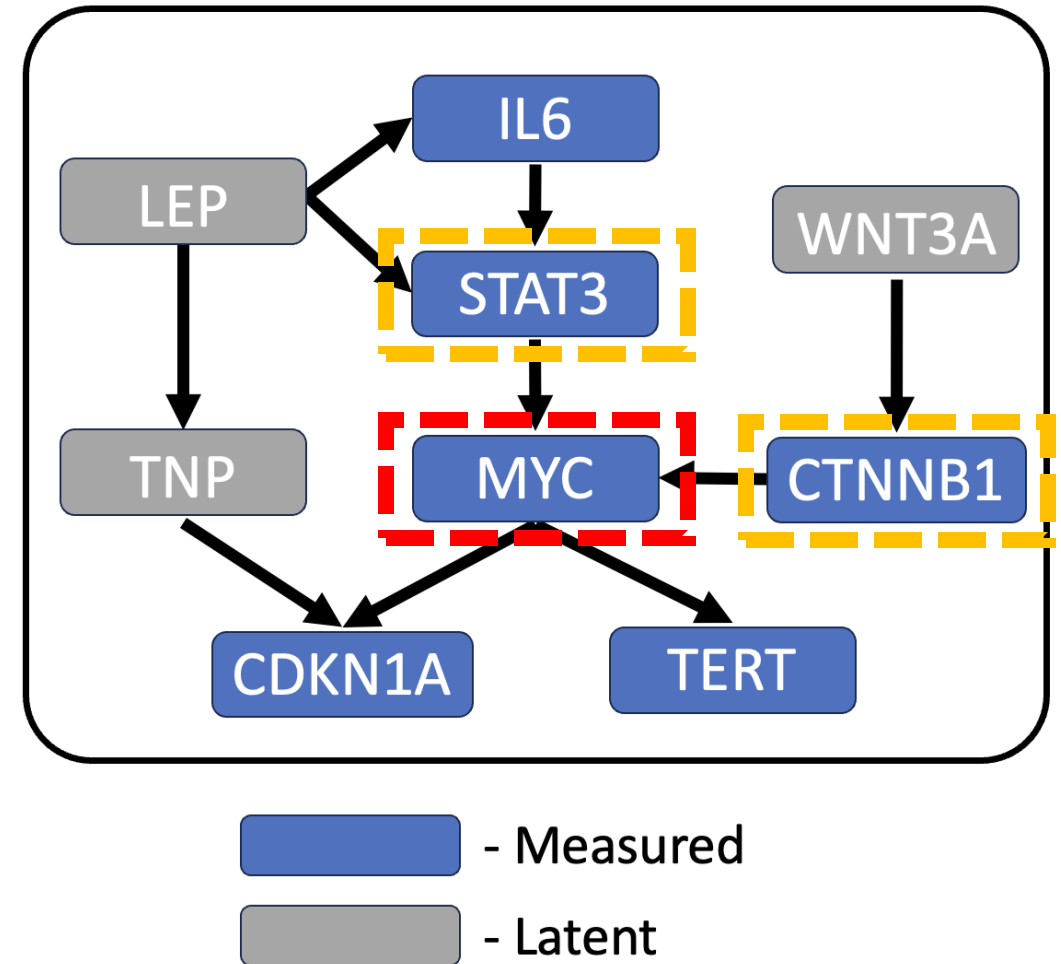 IL6
LEP
WNT3A
STAT3
TNP
MYC
CTNNB1
CDKN1A
TERT
- Measured
- Latent